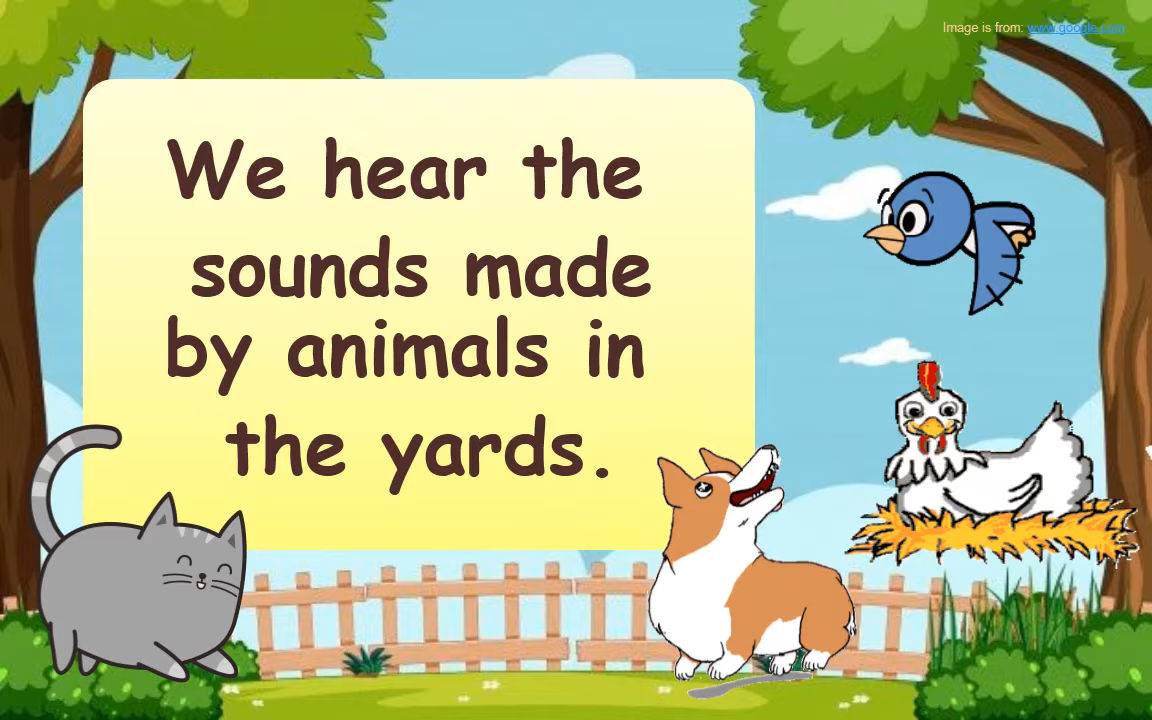 Image is from: www.google.com
We hear the
sounds made
by animals in
the yards.